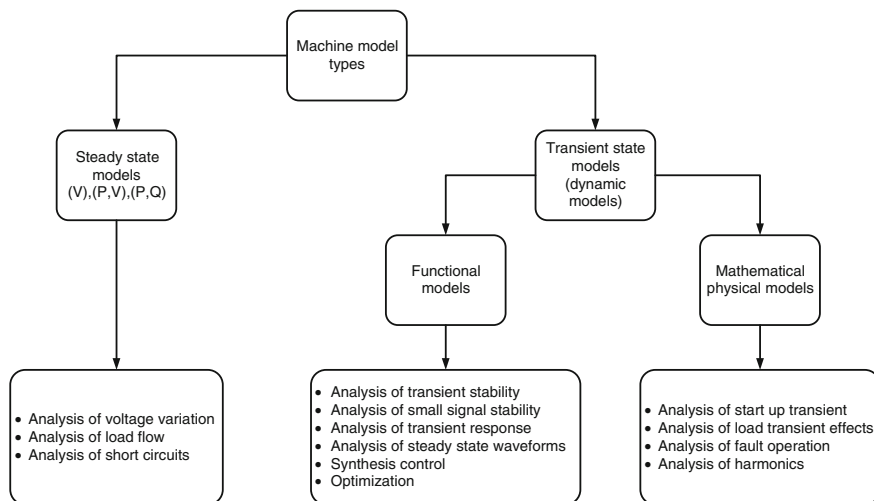 Machine model
types
Steady state
models
(V),(P,V),(P,Q)
Transient state
models
(dynamic
models)
Functional
models
Mathematical
physical models
• Analysis of voltage variation
• Analysis of load flow
• Analysis of short circuits
• Analysis of transient stability
• Analysis of small signal stability
• Analysis of transient response
• Analysis of steady state waveforms
• Synthesis control
• Optimization
• Analysis of start up transient
• Analysis of load transient effects
• Analysis of fault operation
• Analysis of harmonics